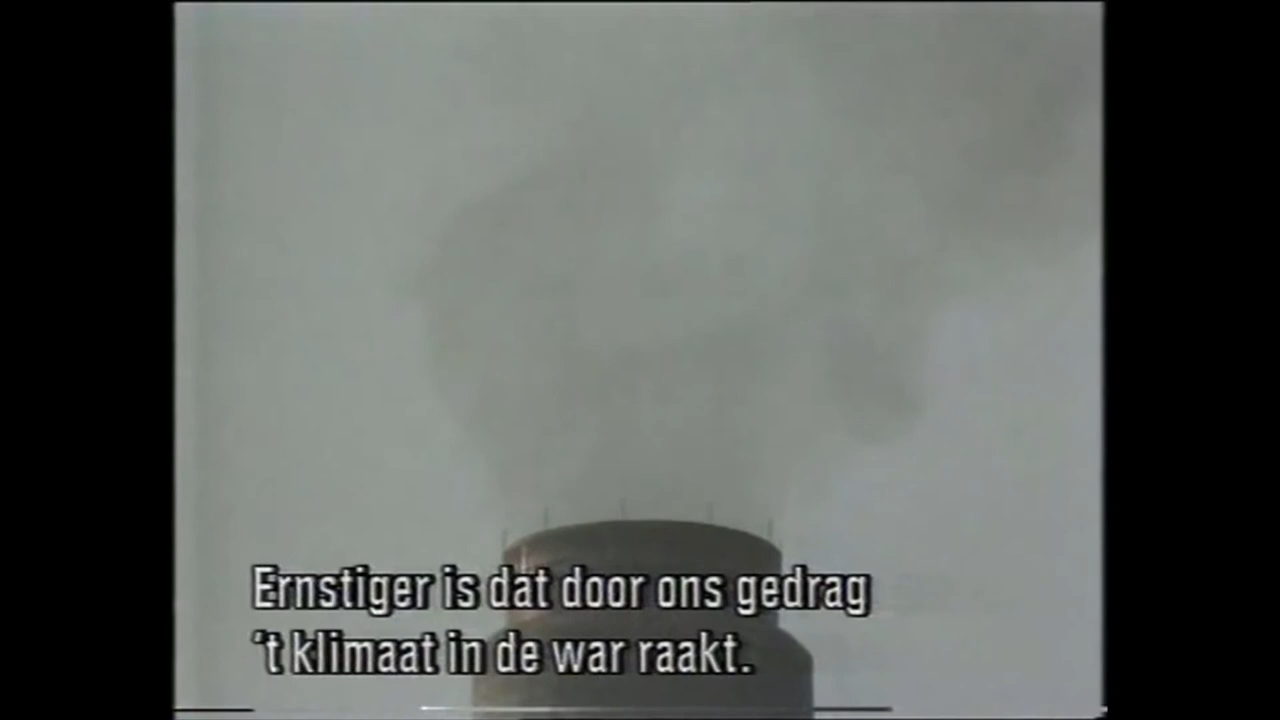 Ernstiger is dat door ons gedrag
't klimaat in de war raakt.